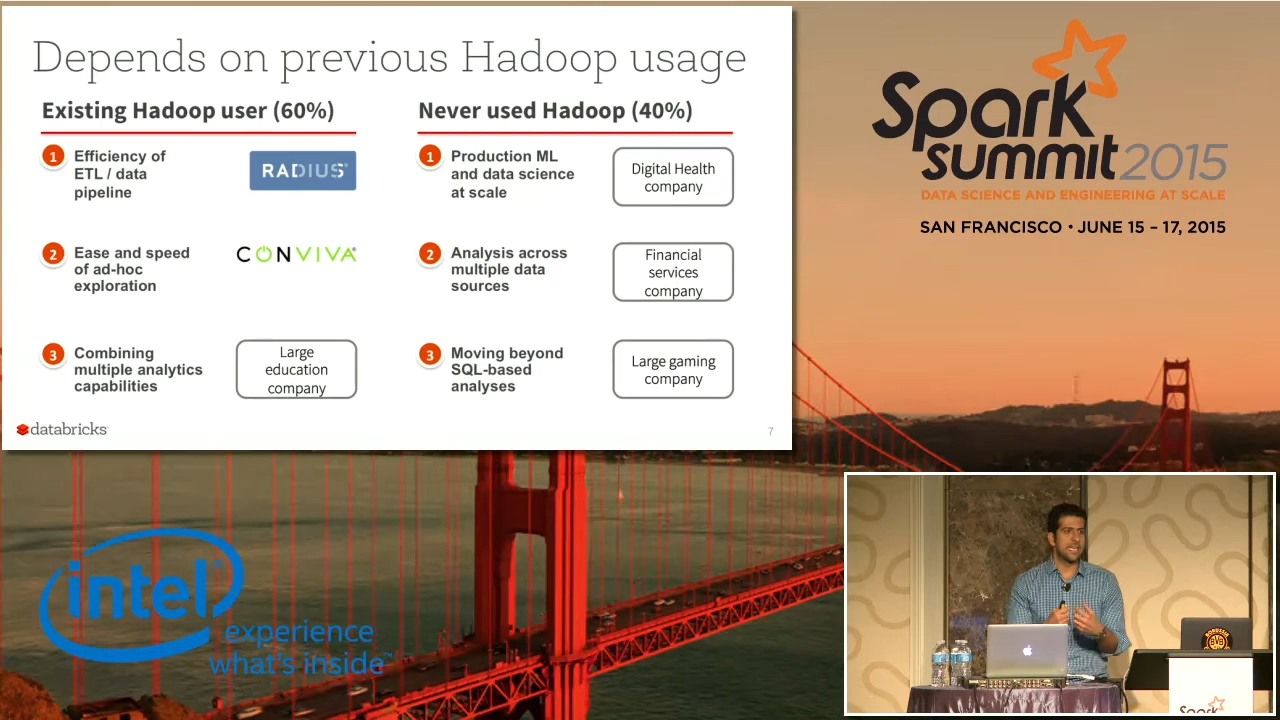 Depends on previous Hadoop usage
Existing Hadoop user (60%)
1 Efficiency of
ETL / data
pipeline
RADIUS
2 Ease and speed
of ad-hoc
exploration
CONVIVA
3 Combining
multiple analytics
capabilities
Large
education
company
Never used Hadoop (40%)
1 Production ML
and data science
at scale
Digital Health
company
2 Analysis across
multiple data
sources
Financial
services
company
3 Moving beyond
SQL-based
analyses
Large gaming
company
databricks
7
Spark
summit 2015
DATA SCIENCE AND ENGINEERING AT SCALE
SAN FRANCISCO • JUNE 15 – 17, 2015
intel®
experience
what's inside™
Spark